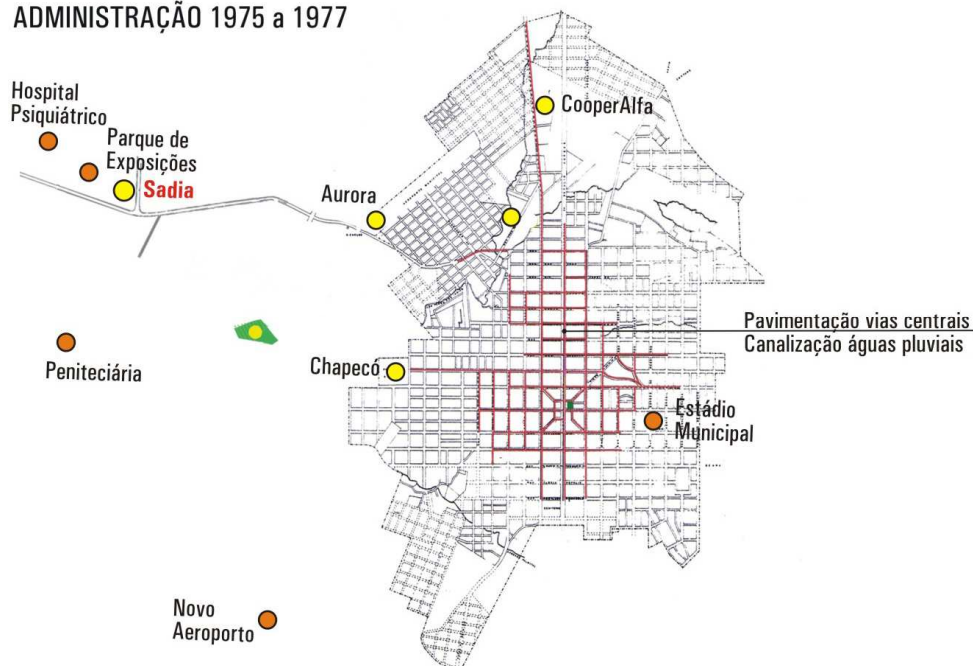 ADMINISTRAÇÃO 1975 a 1977
Hospital
Psiquiátrico
Parque de
Exposições
Sadia
CooperAlfa
Aurora
Pavimentação vias centrais
Canalização águas pluviais
Peniteciária
Chapecó
Estádio
Municipal
Novo
Aeroporto